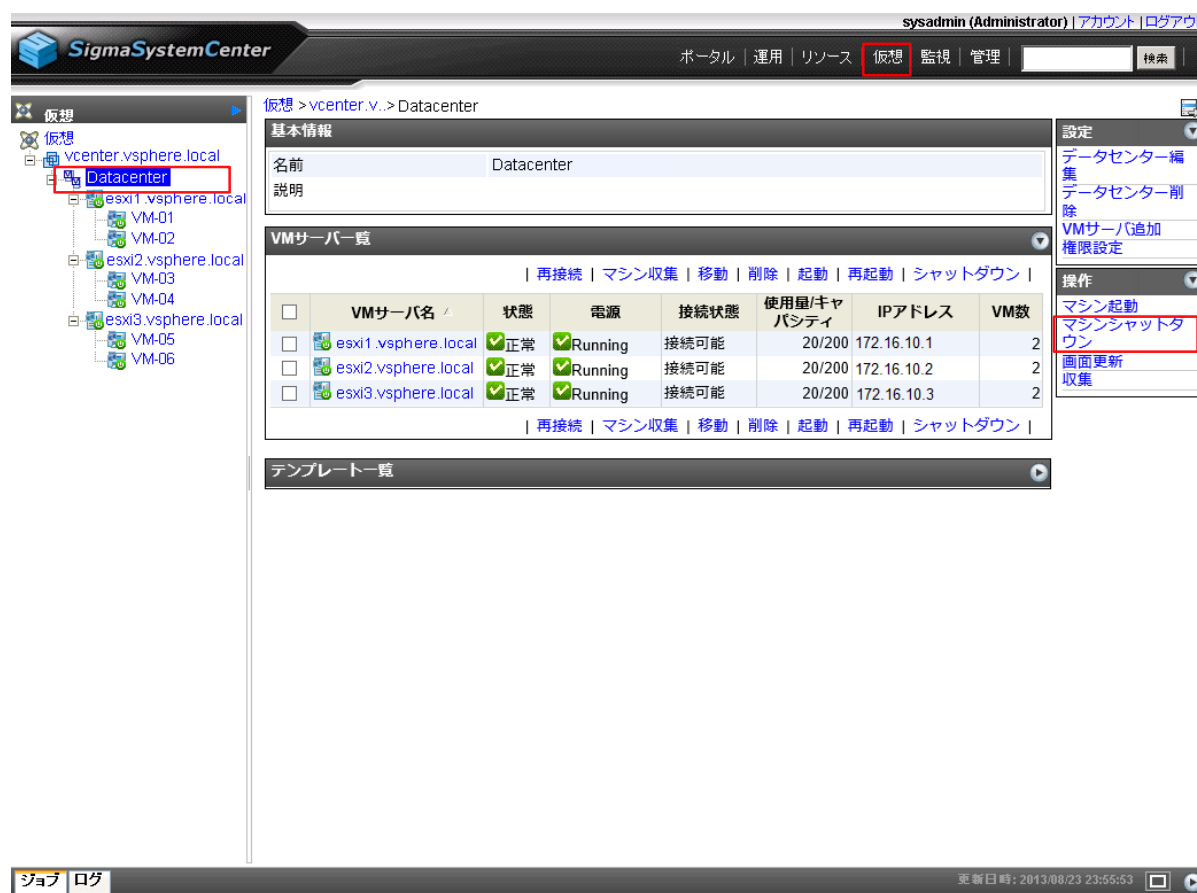 sysadmin (Administrator) | アカウント | ログアウ
SigmaSystemCenter
ポータル | 運用 | リソース | 仮想 | 監視 | 管理 | 検索 |
仮想
仮想
vcenter.vsphere.local
Datacenter
esxi1.vsphere.local
VM-01
VM-02
esxi2.vsphere.local
VM-03
VM-04
esxi3.vsphere.local
VM-05
VM-06
仮想 > vcenter.v..> Datacenter
基本情報
名前 Datacenter
説明
VMサーバ一覧
| 再接続 | マシン収集 | 移動 | 削除 | 起動 | 再起動 | シャットダウン |
VMサーバ名 状態 電源 接続状態 使用量/キャパシティ IPアドレス VM数
esxi1.vsphere.local 正常 Running 接続可能 20/200 172.16.10.1 2
esxi2.vsphere.local 正常 Running 接続可能 20/200 172.16.10.2 2
esxi3.vsphere.local 正常 Running 接続可能 20/200 172.16.10.3 2
| 再接続 | マシン収集 | 移動 | 削除 | 起動 | 再起動 | シャットダウン |
テンプレート一覧
設定
データセンター編
集
データセンター削
除
VMサーバ追加
権限設定
操作
マシン起動
マシンシャットダ
ウン
画面更新
収集
ジョブ ログ
更新日時: 2013/08/23 23:55:53